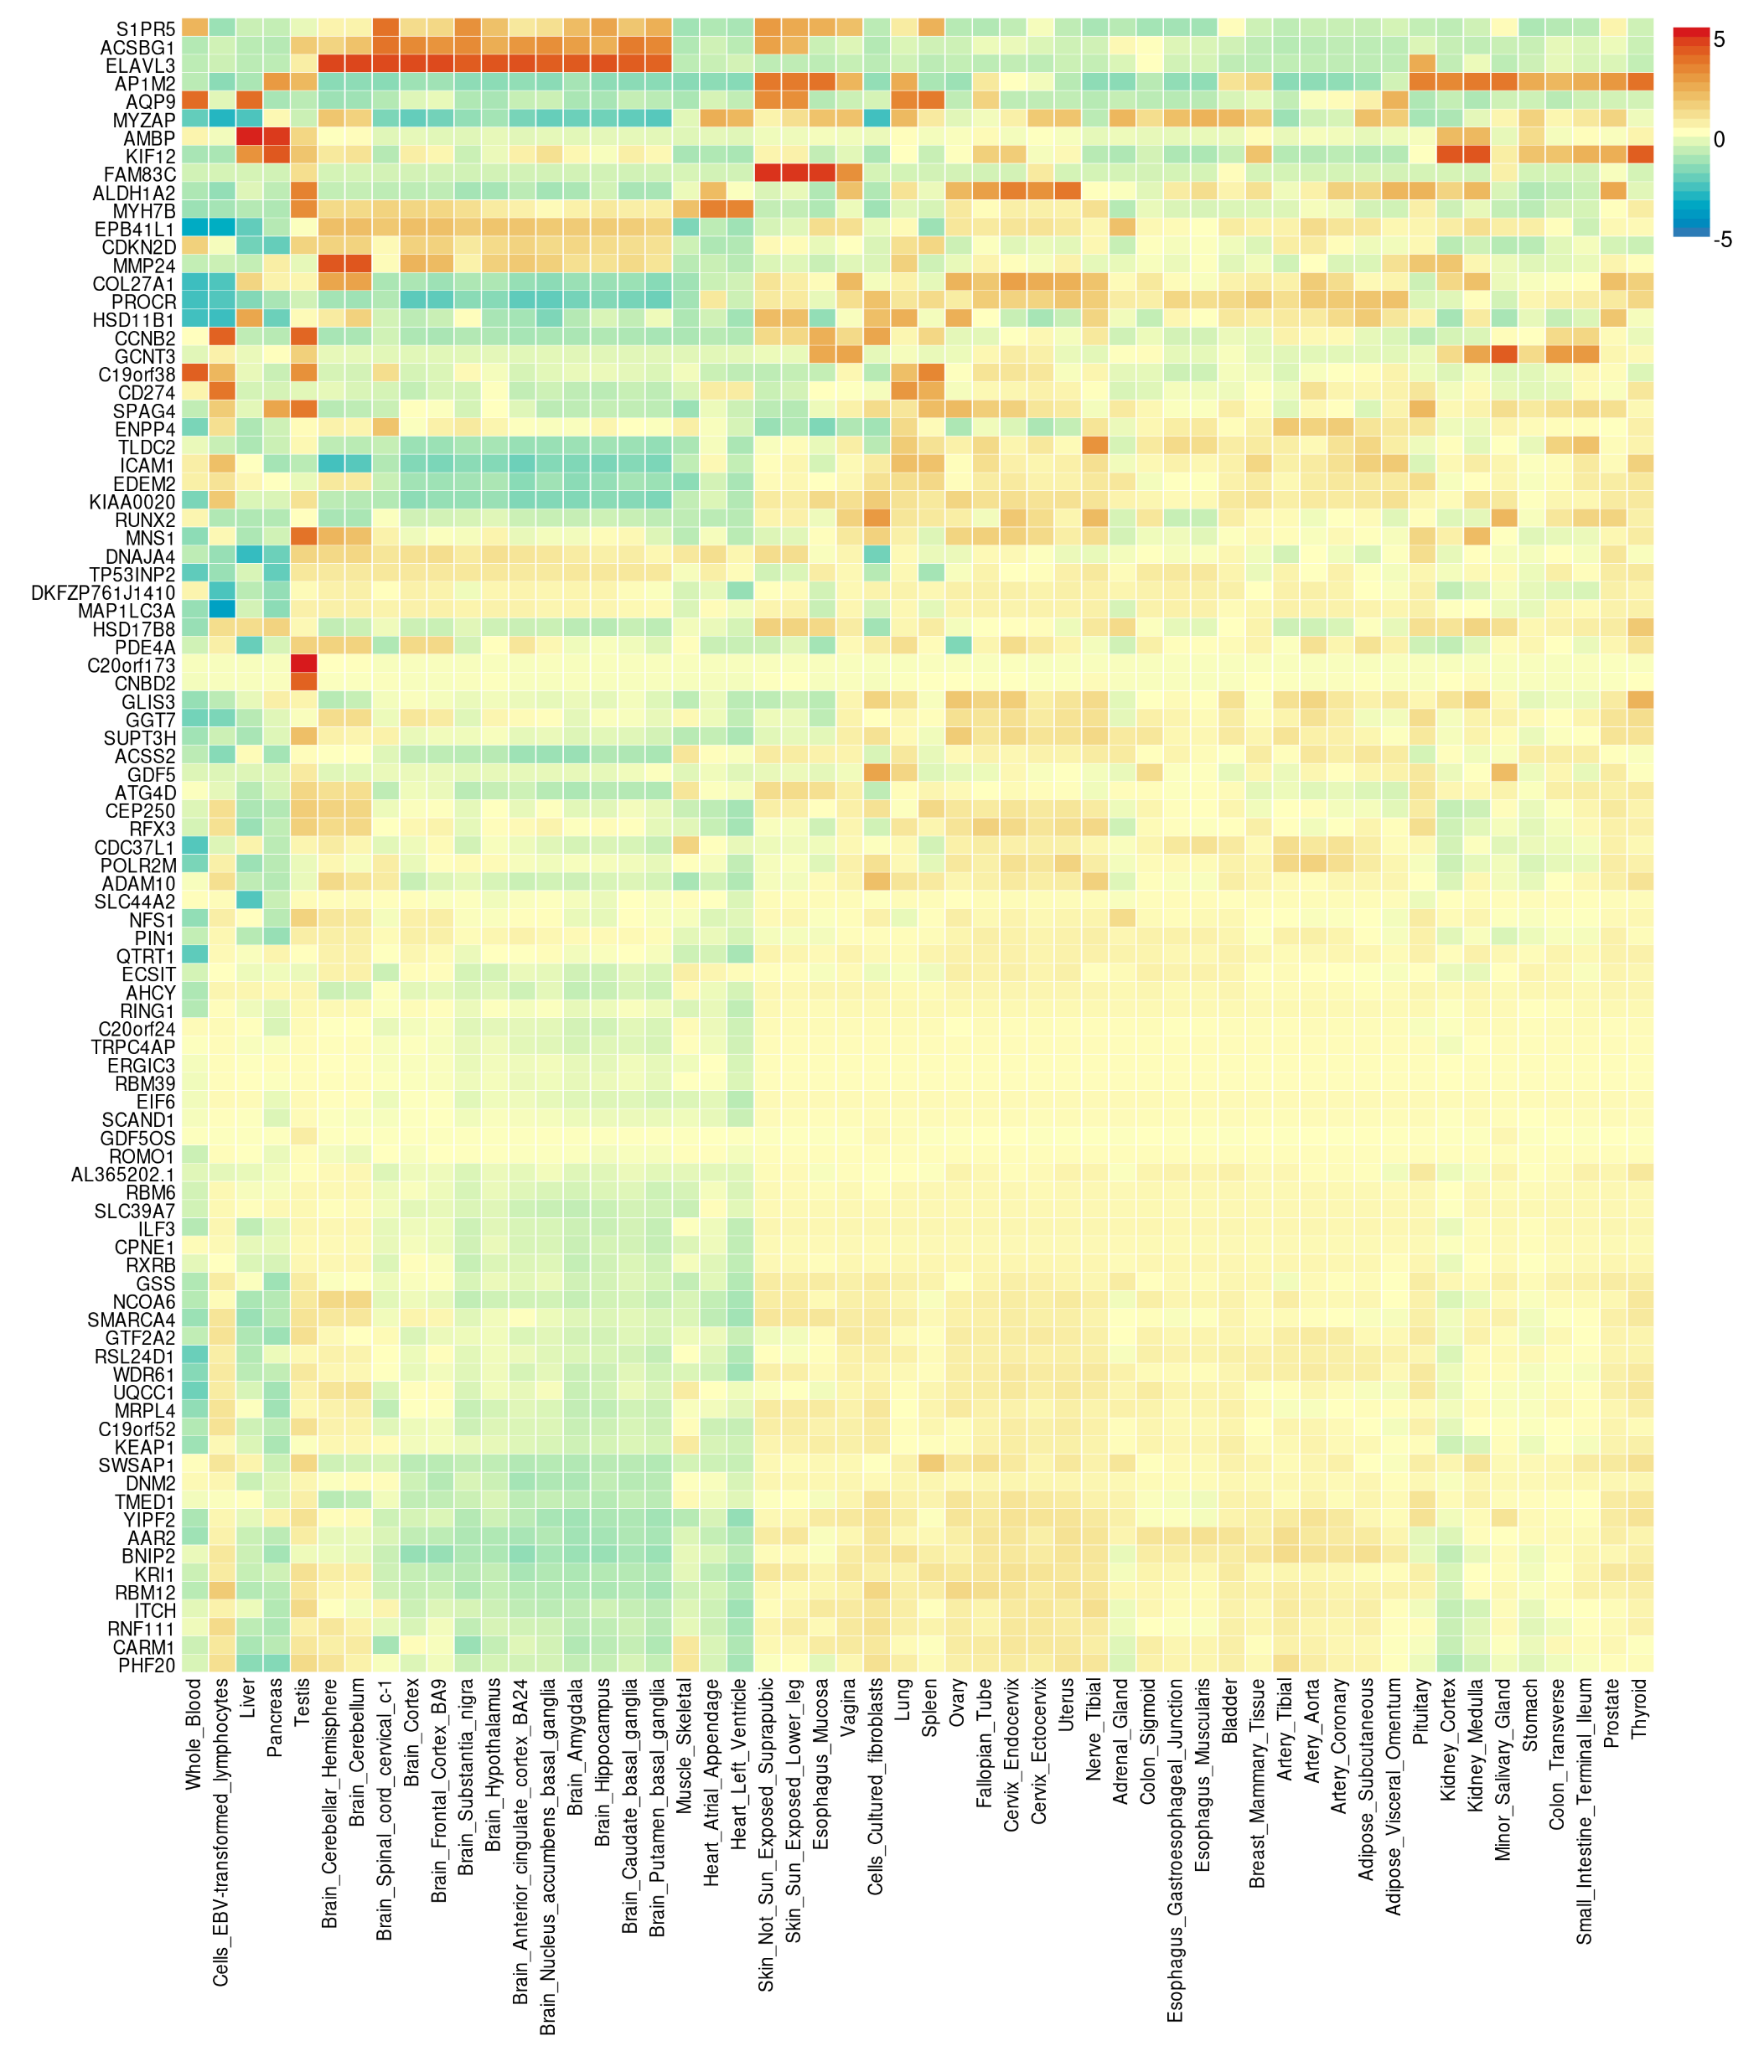 S1PR5
ACSBG1
ELAVL3
AP1M2
AQP9
MYZAP
AMBP
KIF12
FAM83C
ALDH1A2
MYH7B
EPB41L1
CDKN2D
MMP24
COL27A1
PROCR
HSD11B1
CCNB2
GCNT3
C19orf38
CD274
SPAG4
ENPP4
TLDC2
ICAM1
EDEM2
KIAA0020
RUNX2
MNS1
DNAJA4
TP53INP2
DKFZP761J1410
MAP1LC3A
HSD17B8
PDE4A
C20orf173
CNBD2
GLIS3
GGT7
SUPT3H
ACSS2
GDF5
ATG4D
CEP250
RFX3
CDC37L1
POLR2M
ADAM10
SLC44A2
NFS1
PIN1
QTRT1
ECSIT
AHCY
RING1
C20orf24
TRPC4AP
ERGIC3
RBM39
EIF6
SCAND1
GDF5OS
ROMO1
AL365202.1
RBM6
SLC39A7
ILF3
CPNE1
RXRB
GSS
NCOA6
SMARCA4
GTF2A2
RSL24D1
WDR61
UQCC1
MRPL4
C19orf52
KEAP1
SWSAP1
DNM2
TMED1
YIPF2
AAR2
BNIP2
KRI1
RBM12
ITCH
RNF111
CARM1
PHF20
5
0
-5
Whole_Blood
Cells_EBV-transformed_lymphocytes
Liver
Pancreas
Testis
Brain_Cerebellar_Hemisphere
Brain_Cerebellum
Brain_Spinal_cord_cervical_c-1
Brain_Cortex
Brain_Frontal_Cortex_BA9
Brain_Substantia_nigra
Brain_Hypothalamus
Brain_Anterior_cingulate_cortex_BA24
Brain_Nucleus_accumbens_basal_ganglia
Brain_Amygdala
Brain_Hippocampus
Brain_Caudate_basal_ganglia
Brain_Putamen_basal_ganglia
Muscle_Skeletal
Heart_Atrial_Appendage
Heart_Left_Ventricle
Skin_Not_Sun_Exposed_Suprapubic
Skin_Sun_Exposed_Lower_leg
Esophagus_Mucosa
Vagina
Cells_Cultured_fibroblasts
Lung
Spleen
Ovary
Fallopian_Tube
Cervix_Endocervix
Cervix_Ectocervix
Uterus
Nerve_Tibial
Adrenal_Gland
Colon_Sigmoid
Esophagus_Gastroesophageal_Junction
Esophagus_Muscularis
Bladder
Breast_Mammary_Tissue
Artery_Tibial
Artery_Aorta
Artery_Coronary
Adipose_Subcutaneous
Adipose_Visceral_Omentum
Pituitary
Kidney_Cortex
Kidney_Medulla
Minor_Salivary_Gland
Stomach
Colon_Transverse
Small_Intestine_Terminal_Ileum
Prostate
Thyroid